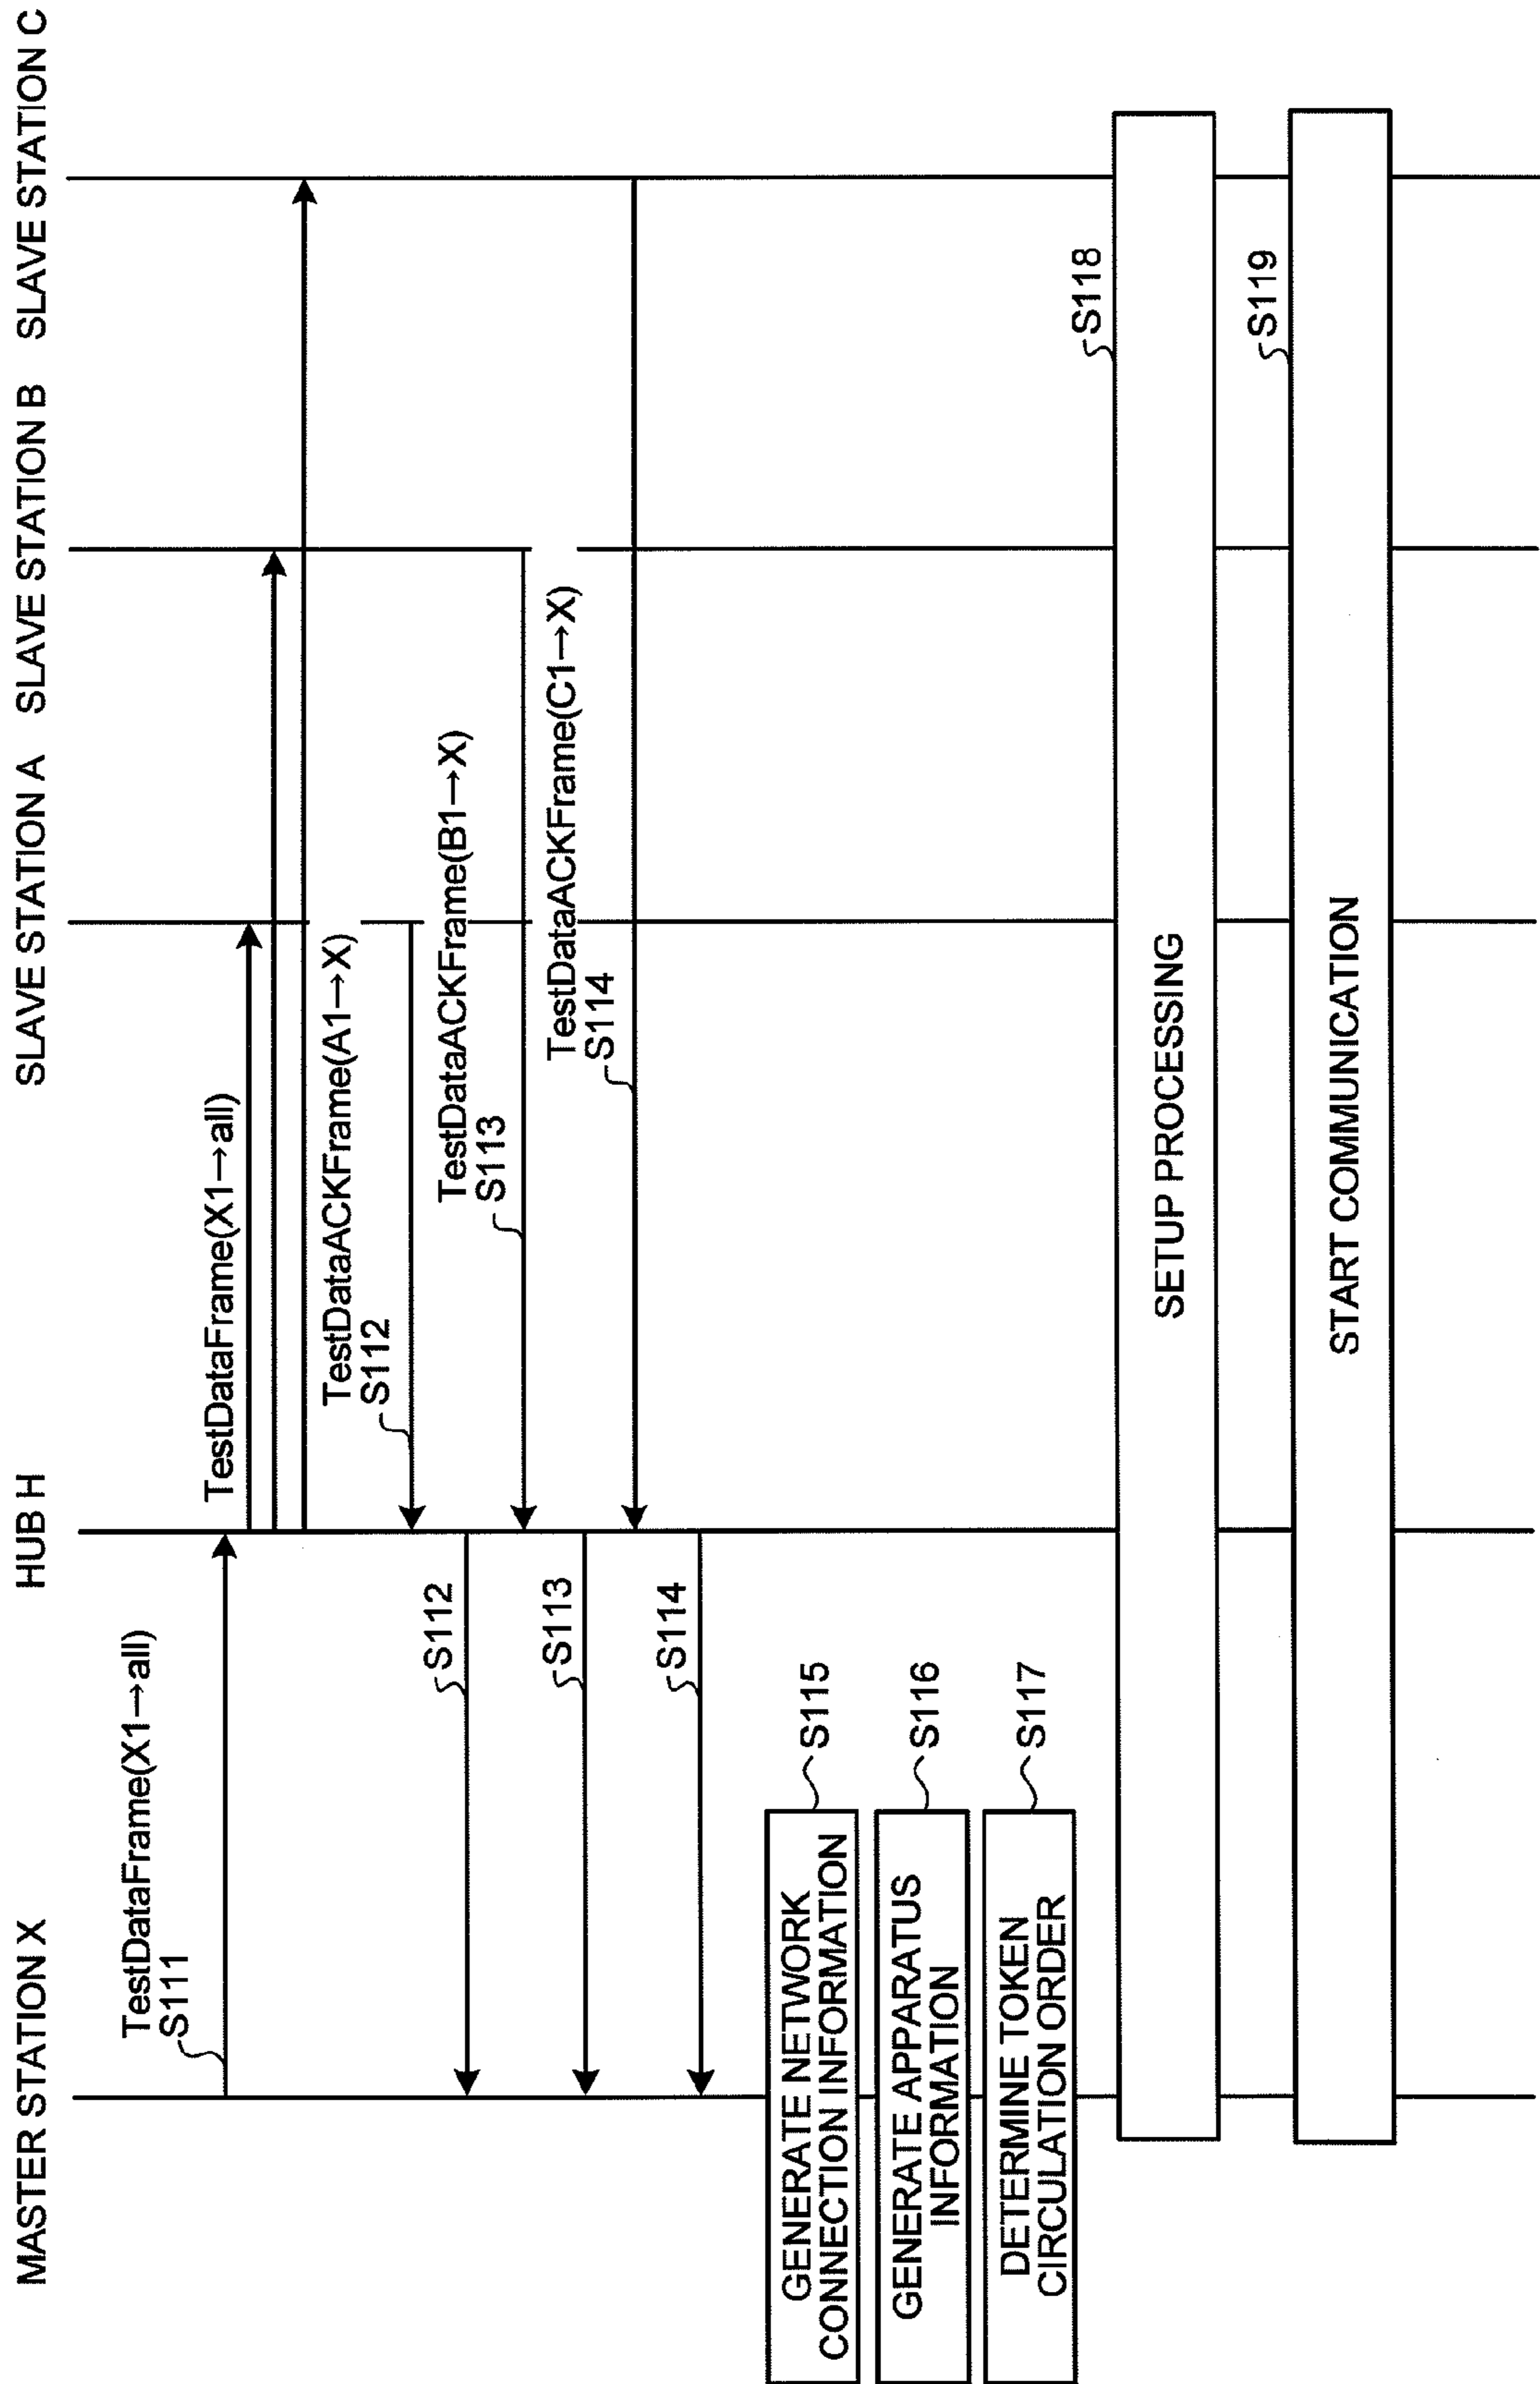 MASTER STATION X
HUB H
SLAVE STATION A
SLAVE STATION B
SLAVE STATION C
TestDataFrame(X1→all)
S111
TestDataFrame(X1→all)
TestDataACKFrame(A1→X)
S112
S112
TestDataACKFrame(B1→X)
S113
S113
TestDataACKFrame(C1→X)
S114
S114
GENERATE NETWORK
CONNECTION INFORMATION
S115
GENERATE APPARATUS
INFORMATION
S116
DETERMINE TOKEN
CIRCULATION ORDER
S117
S118
SETUP PROCESSING
S119
START COMMUNICATION